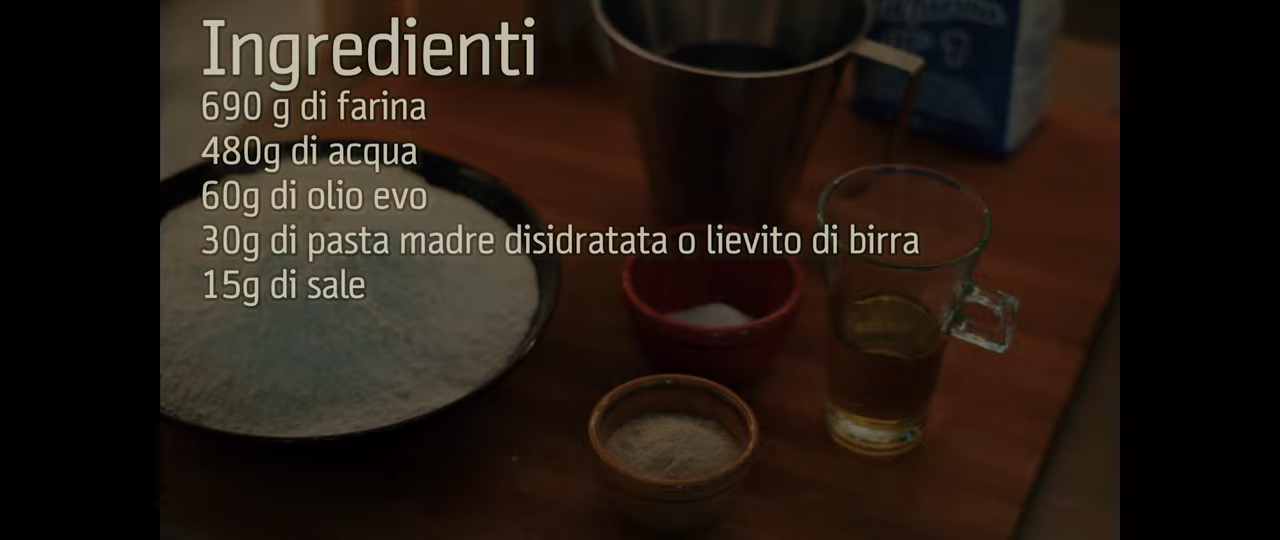 Ingredienti
690 g di farina
480g di acqua
60g di olio evo
30g di pasta madre disidratata o lievito di birra
15g di sale